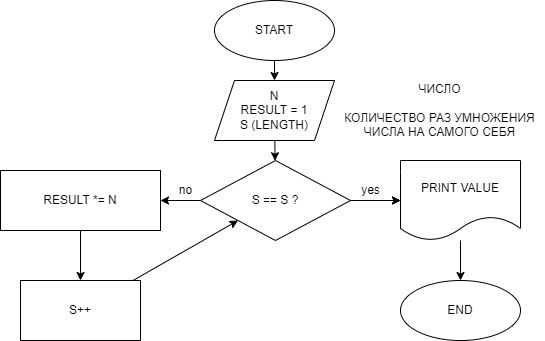 START
N
RESULT = 1
S (LENGTH)
ЧИСЛО
КОЛИЧЕСТВО РАЗ УМНОЖЕНИЯ
ЧИСЛА НА САМОГО СЕБЯ
RESULT *= N
no
S == S ?
yes
PRINT VALUE
S++
END